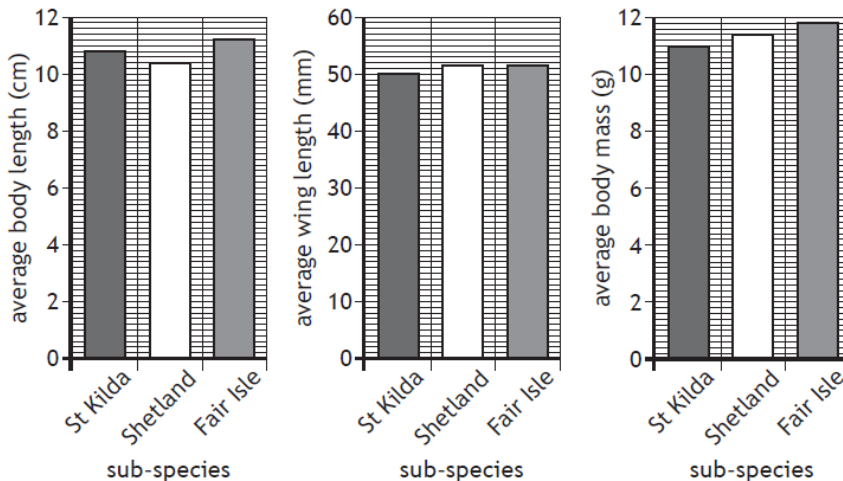 average body length (cm)
12
10
8
6
4
2
0
St Kilda
Shetland
Fair Isle
sub-species
average wing length (mm)
60
50
40
30
20
10
0
St Kilda
Shetland
Fair Isle
sub-species
average body mass (g)
12
10
8
6
4
2
0
St Kilda
Shetland
Fair Isle
sub-species